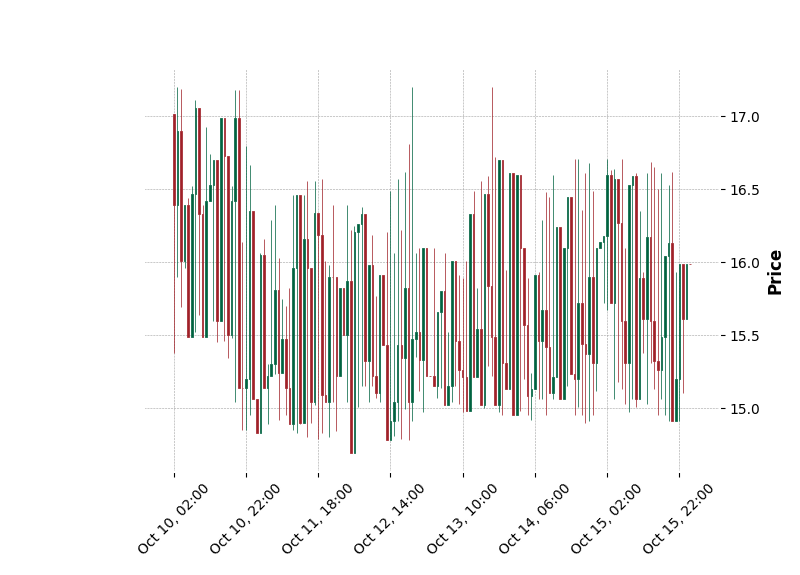 17.0
16.5
16.0
15.5
15.0
Price
Oct 10, 02:00
Oct 10, 22:00
Oct 11, 18:00
Oct 12, 14:00
Oct 13, 10:00
Oct 14, 06:00
Oct 15, 02:00
Oct 15, 22:00